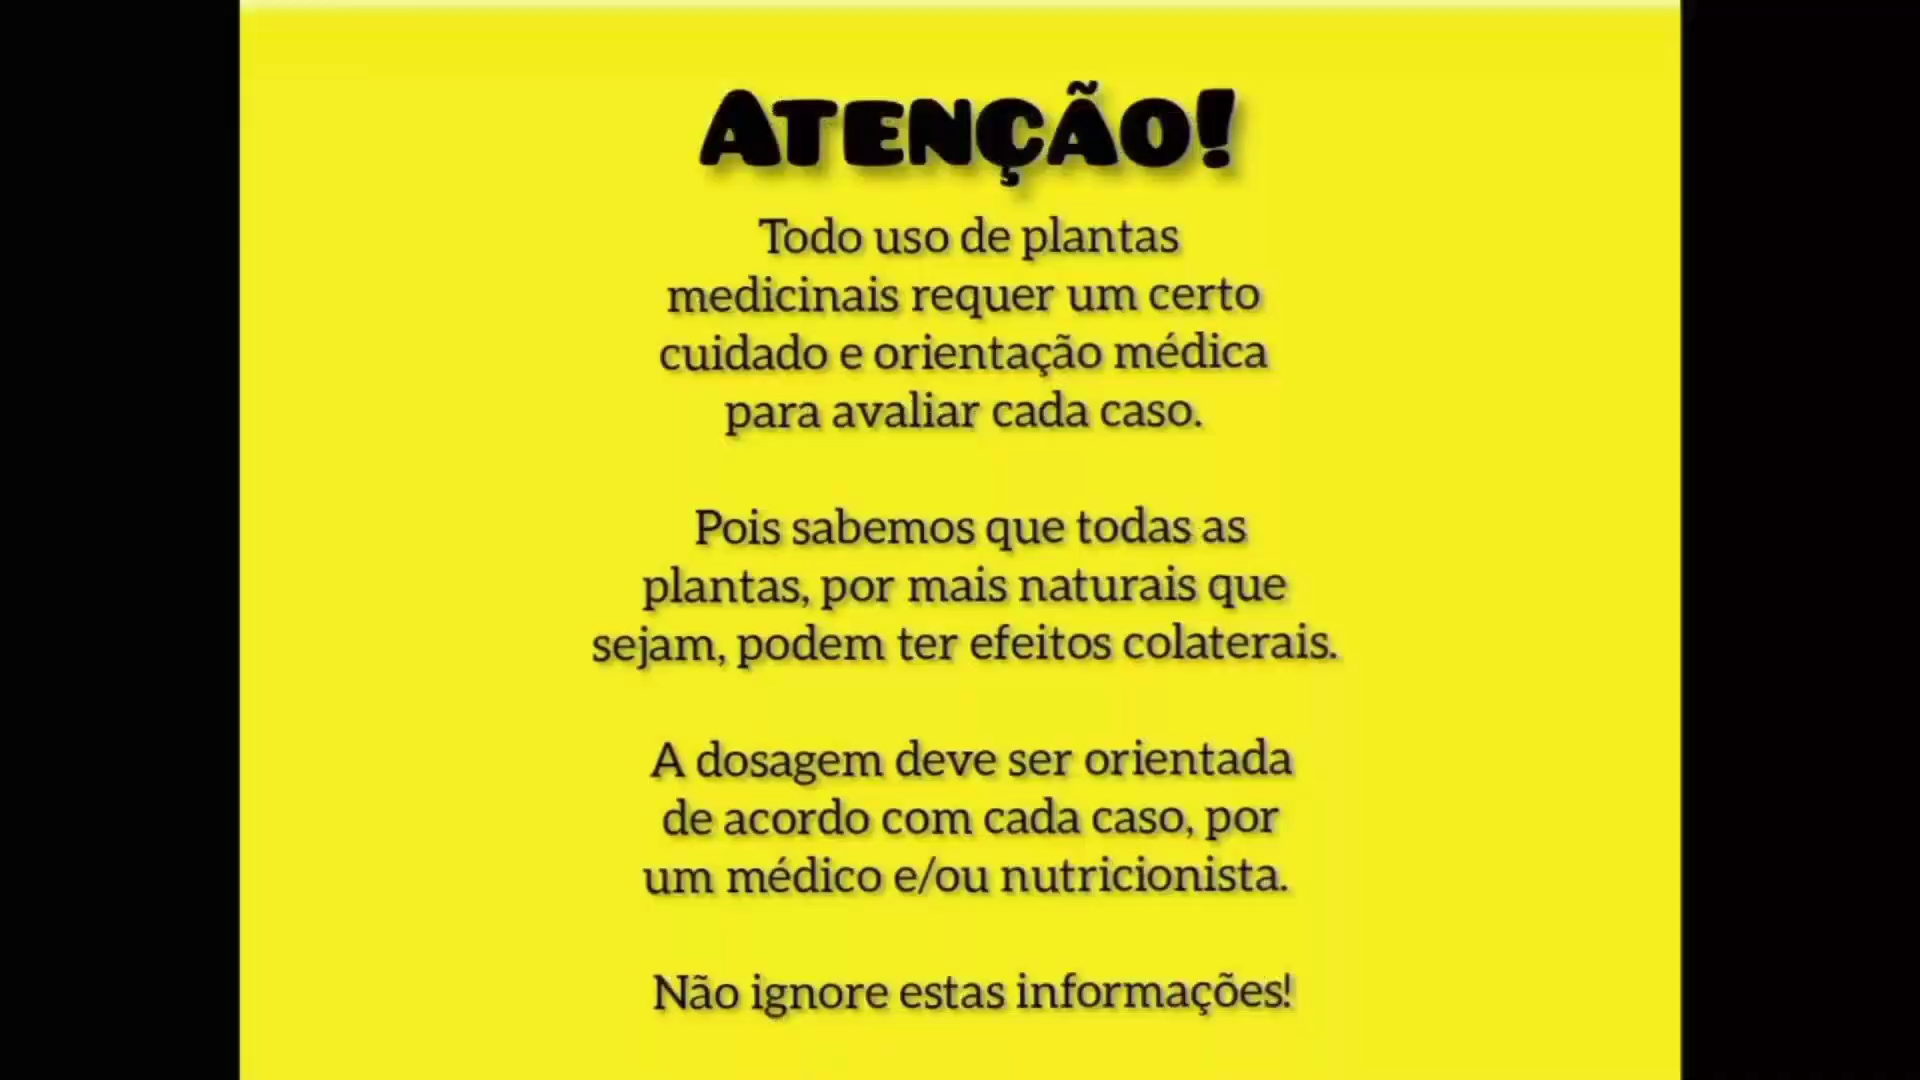 ATENÇÃO!
Todo uso de plantas
medicinais requer um certo
cuidado e orientação médica
para avaliar cada caso.
Pois sabemos que todas as
plantas, por mais naturais que
sejam, podem ter efeitos colaterais.
A dosagem deve ser orientada
de acordo com cada caso, por
um médico e/ou nutricionista.
Não ignore estas informações!